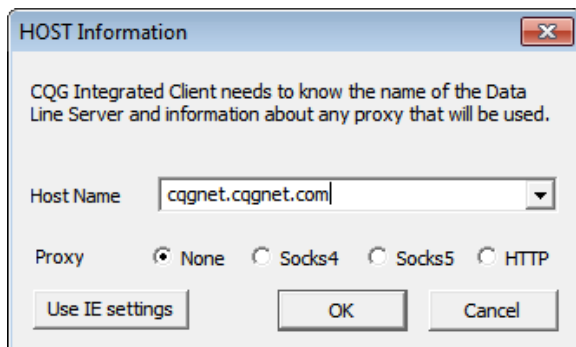 HOST Information
CQG Integrated Client needs to know the name of the Data
Line Server and information about any proxy that will be used.
Host Name cqgnet.cqgnet.com
Proxy None Socks4 Socks5 HTTP
Use IE settings OK Cancel